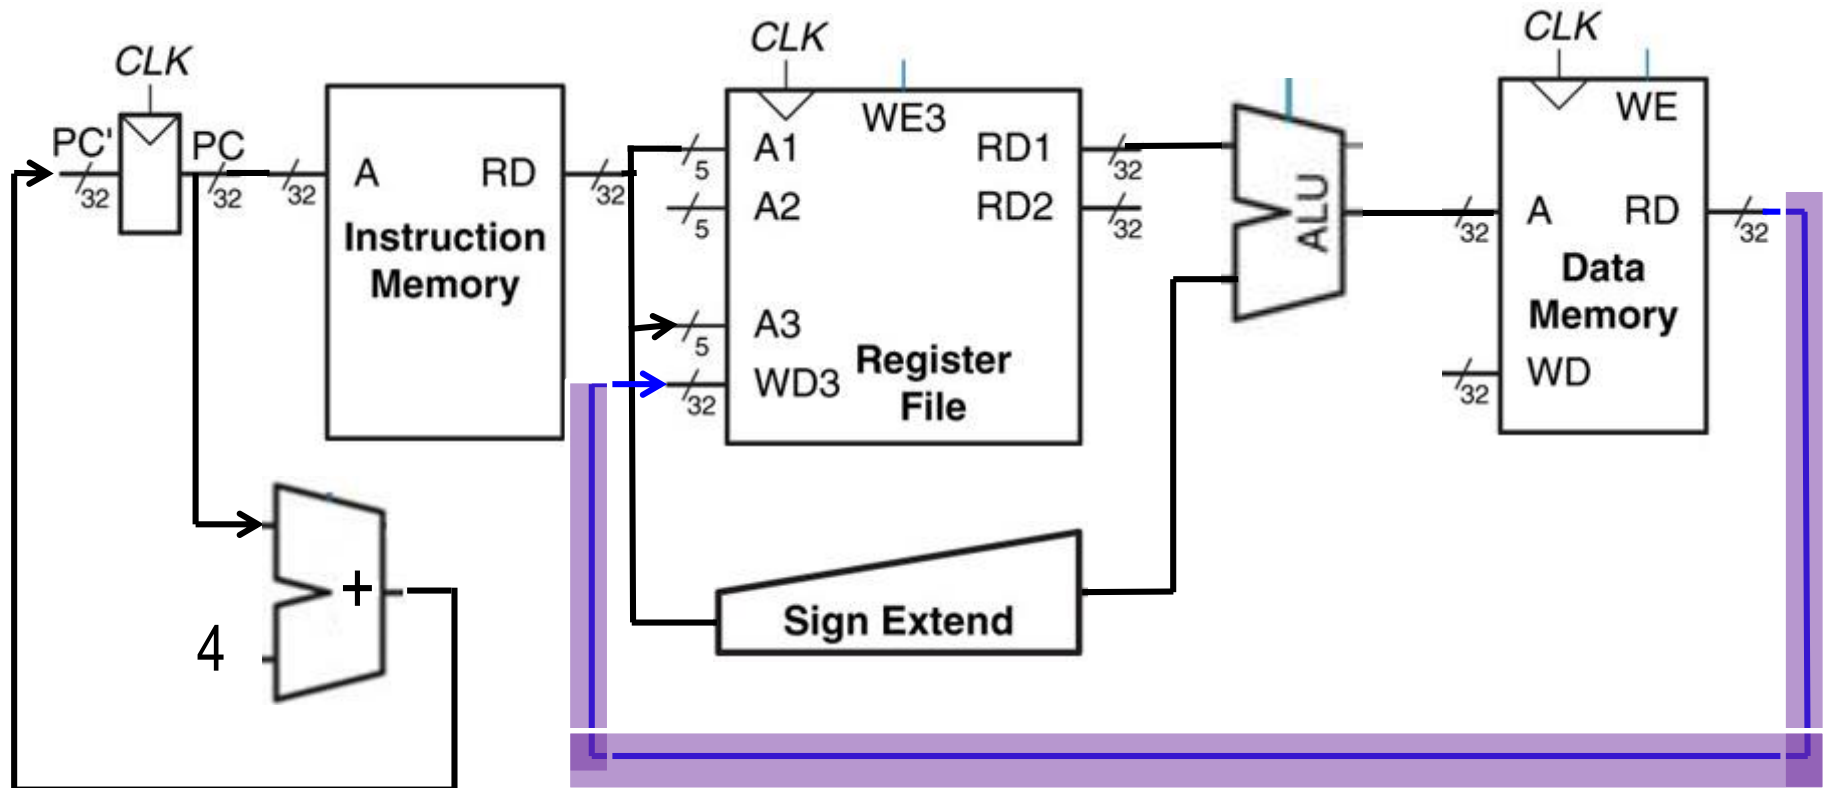 CLK
PC'
32
PC
32
32
A
RD
32
Instruction
Memory
CLK
WE3
A1
5
A2
5
A3
5
WD3
32
RD1
32
RD2
32
Register
File
ALU
CLK
WE
32
A
RD
32
Data
Memory
WD
32
+
4
Sign Extend